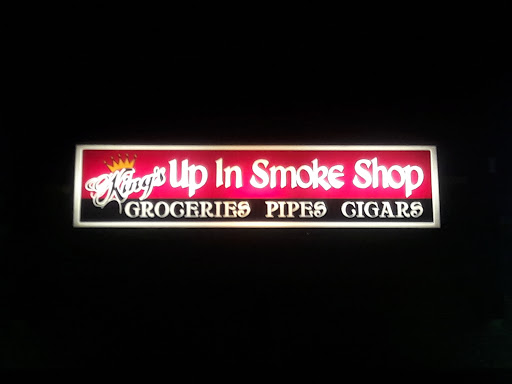 King's Up In Smoke Shop
GROCERIES PIPES CIGARS